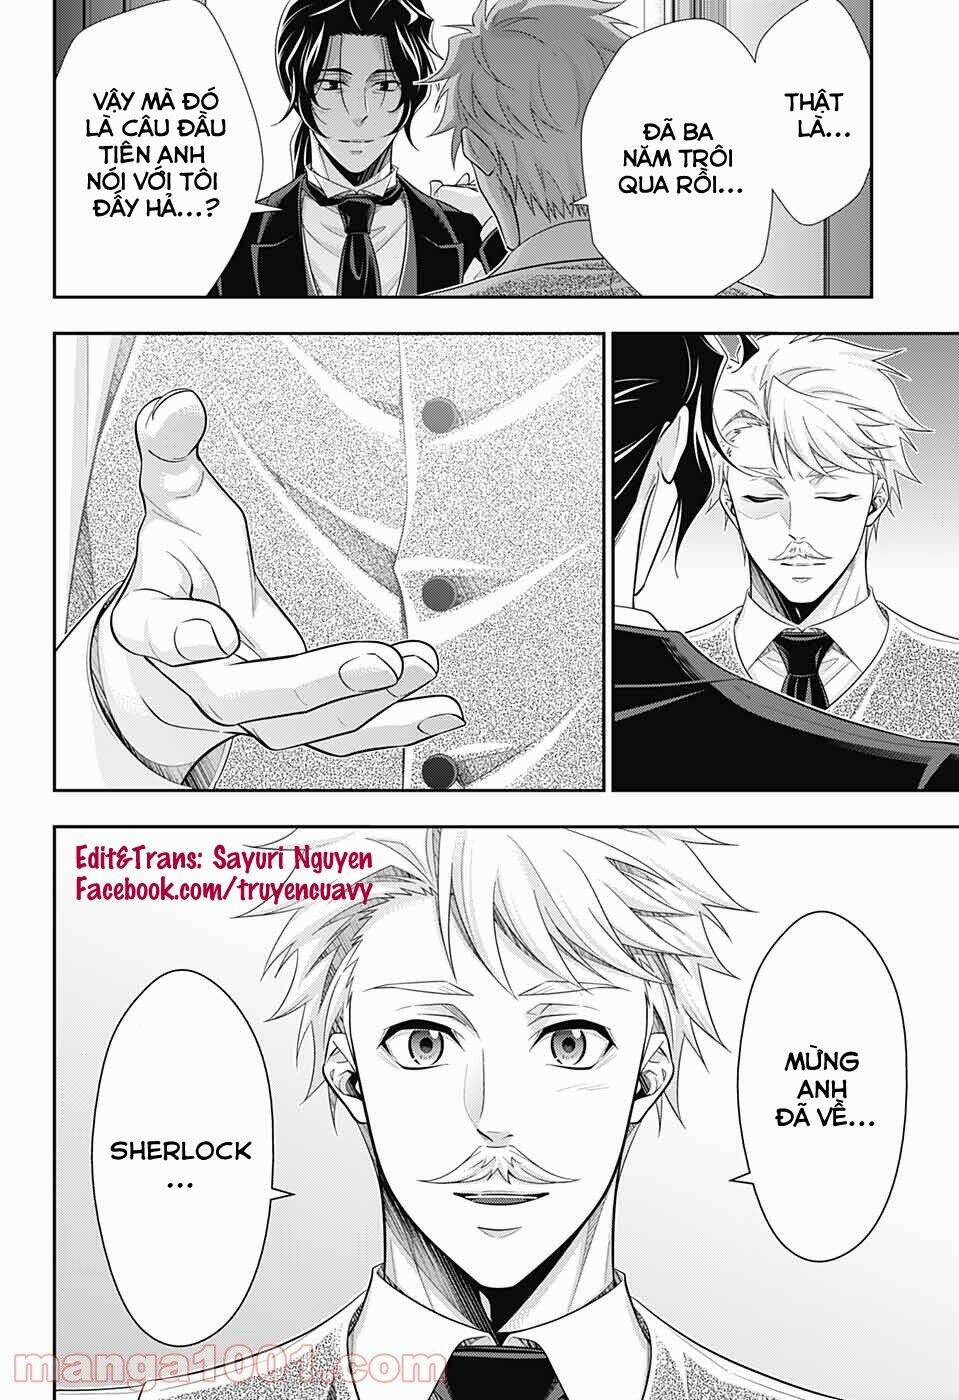 THẬT
LÀ...
ĐÃ BA
NĂM TRÔI
QUA RỒI...
VẬY MÀ ĐÓ
LÀ CÂU ĐẦU
TIÊN ANH
NÓI VỚI TÔI
ĐẤY HẢ...?
Edit&Trans: Sayuri Nguyen
Facebook.com/truyencuavy
MỪNG
ANH
ĐÃ VỀ...
SHERLOCK
...
manga1001.com